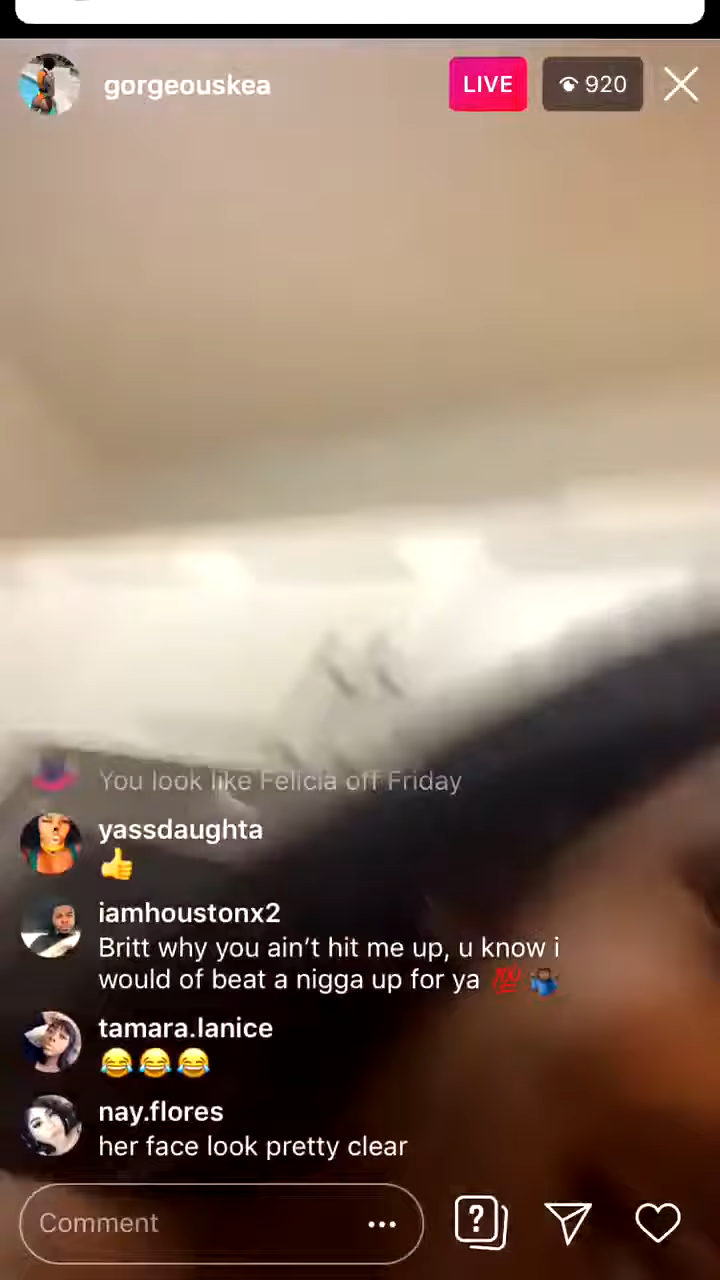 gorgeouskea
LIVE
920
You look like Felicia off Friday
yassdaughta
👍
iamhoustonx2
Britt why you ain't hit me up, u know i
would of beat a nigga up for ya 💯 🤷🏾‍♂️
tamara.lanice
😂😂😂
nay.flores
her face look pretty clear
Comment